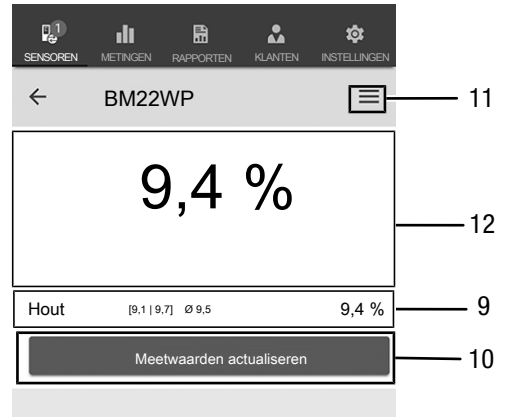 1
SENSOREN METINGEN RAPPORTEN KLANTEN INSTELLINGEN
BM22WP 11
9,4 %
12
Hout [9,1 | 9,7] Ø 9,5 9,4 % 9
Meetwaarden actualiseren 10